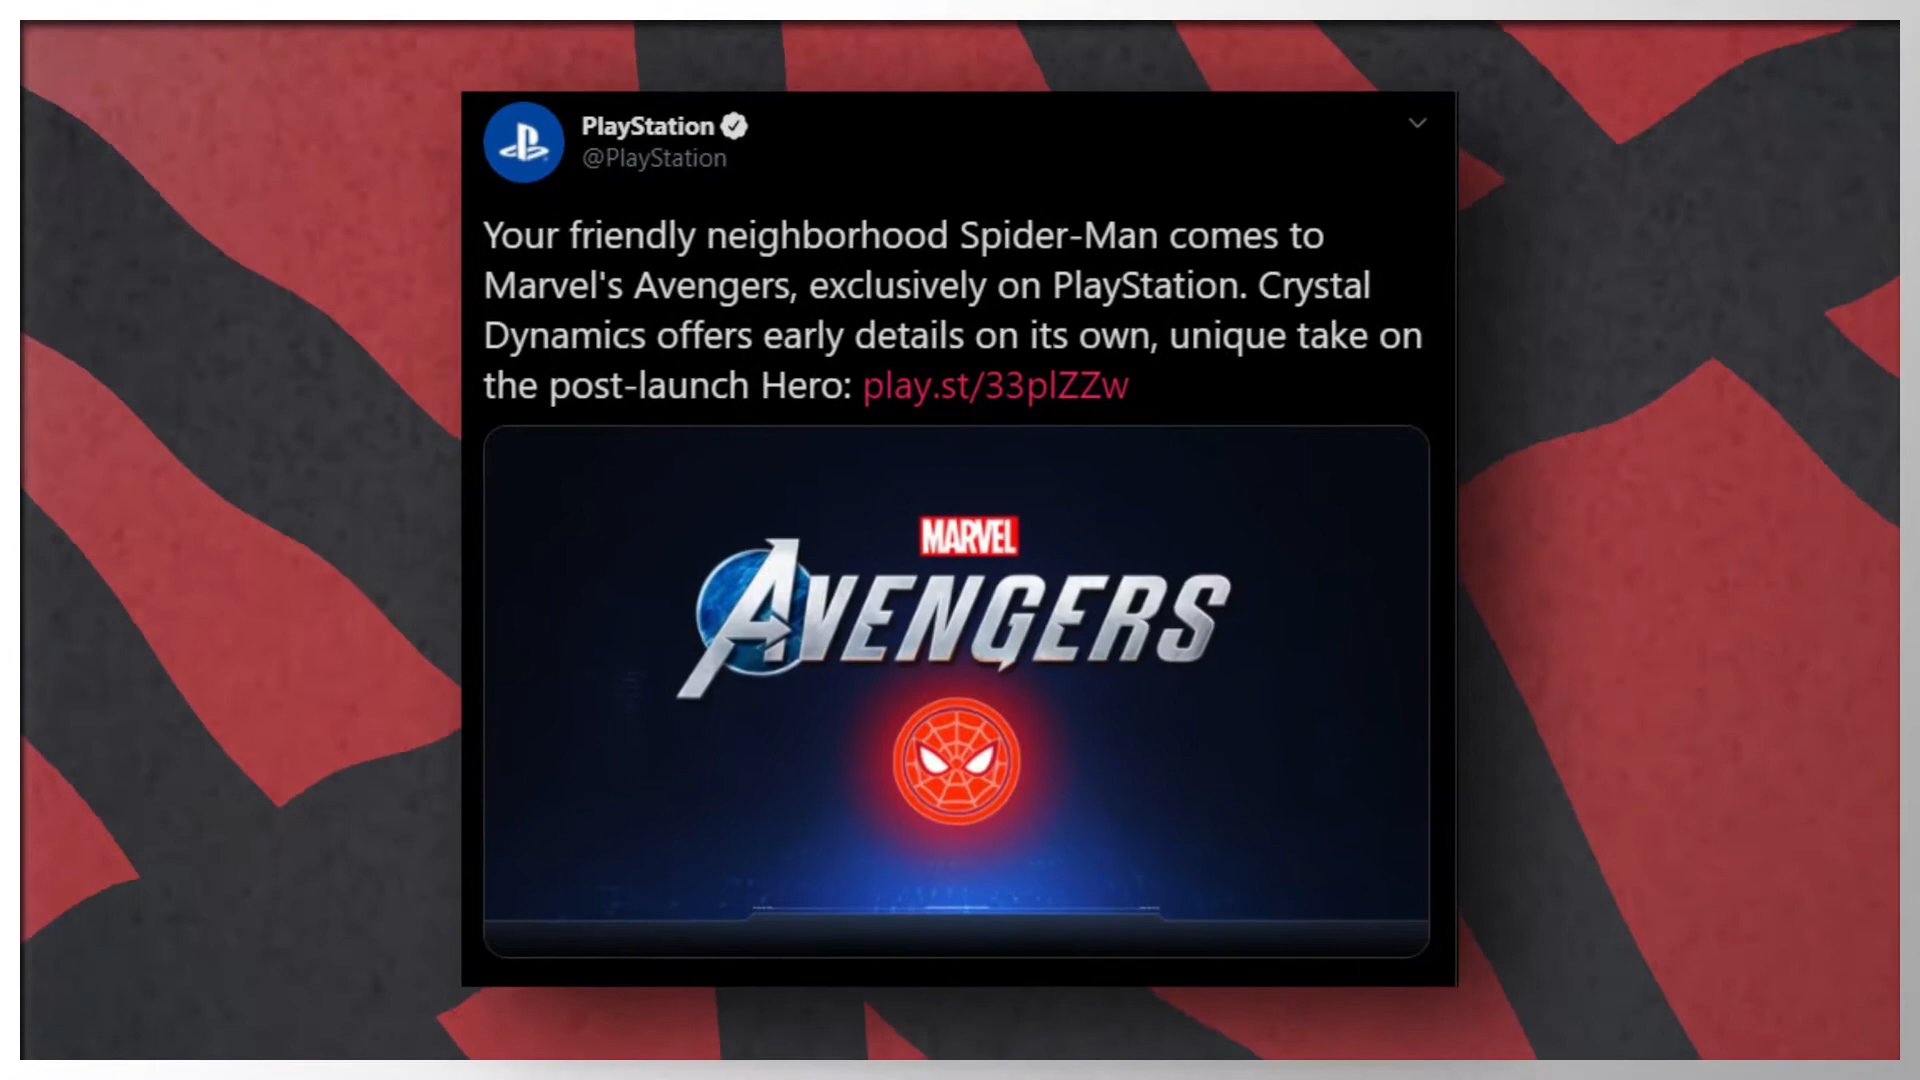 PlayStation
@PlayStation
Your friendly neighborhood Spider-Man comes to
Marvel's Avengers, exclusively on PlayStation. Crystal
Dynamics offers early details on its own, unique take on
the post-launch Hero: play.st/33plZZw
MARVEL
AVENGERS